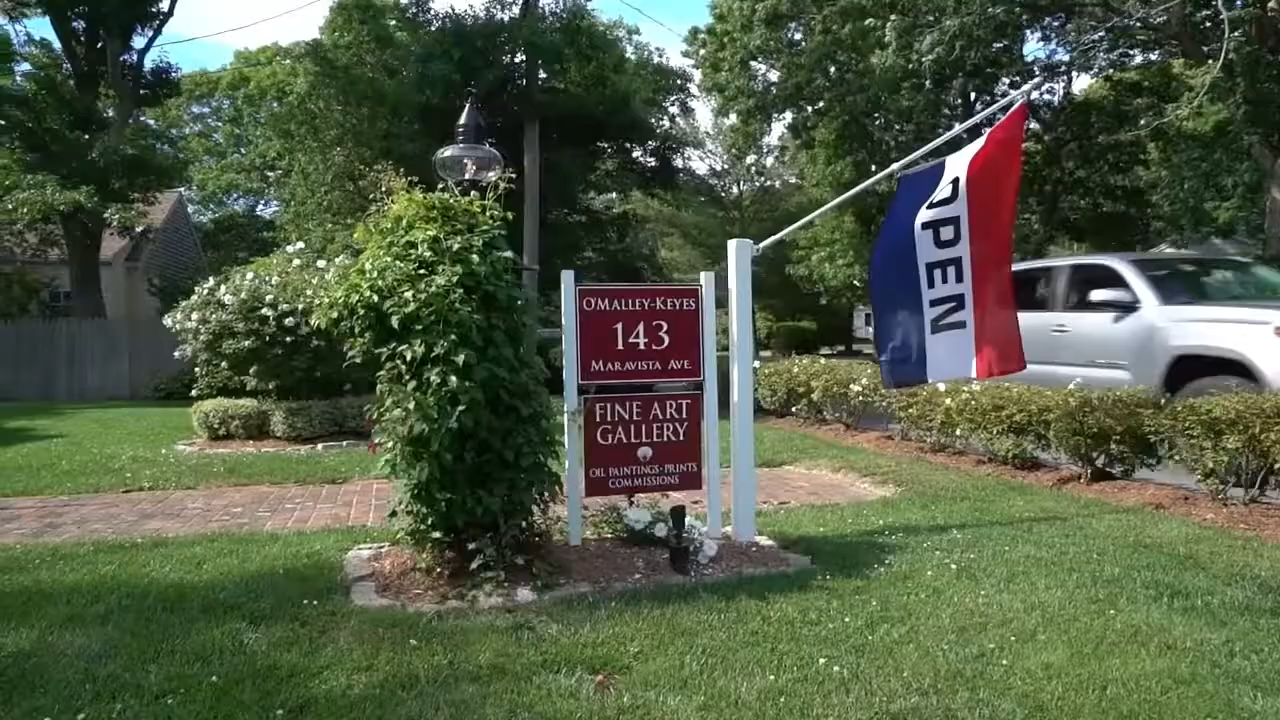 O'MALLEY-KEYES
143
MARAVISTA AVE.
FINE ART
GALLERY
OIL PAINTINGS • PRINTS
COMMISSIONS
OPEN